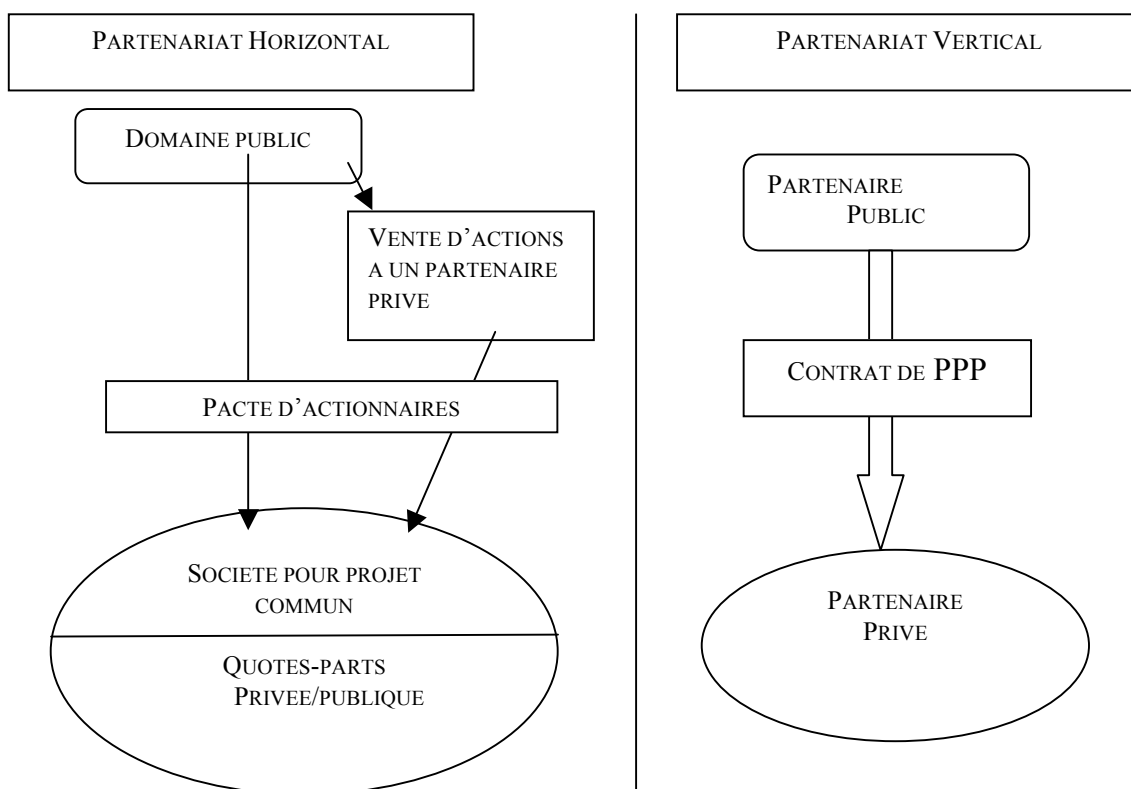 PARTENARIAT HORIZONTAL
DOMAINE PUBLIC
VENTE D'ACTIONS
A UN PARTENAIRE
PRIVE
PACTE D'ACTIONNAIRES
SOCIETE POUR PROJET
COMMUN
QUOTES-PARTS
PRIVEE/PUBLIQUE
PARTENARIAT VERTICAL
PARTENAIRE
PUBLIC
CONTRAT DE PPP
PARTENAIRE
PRIVE